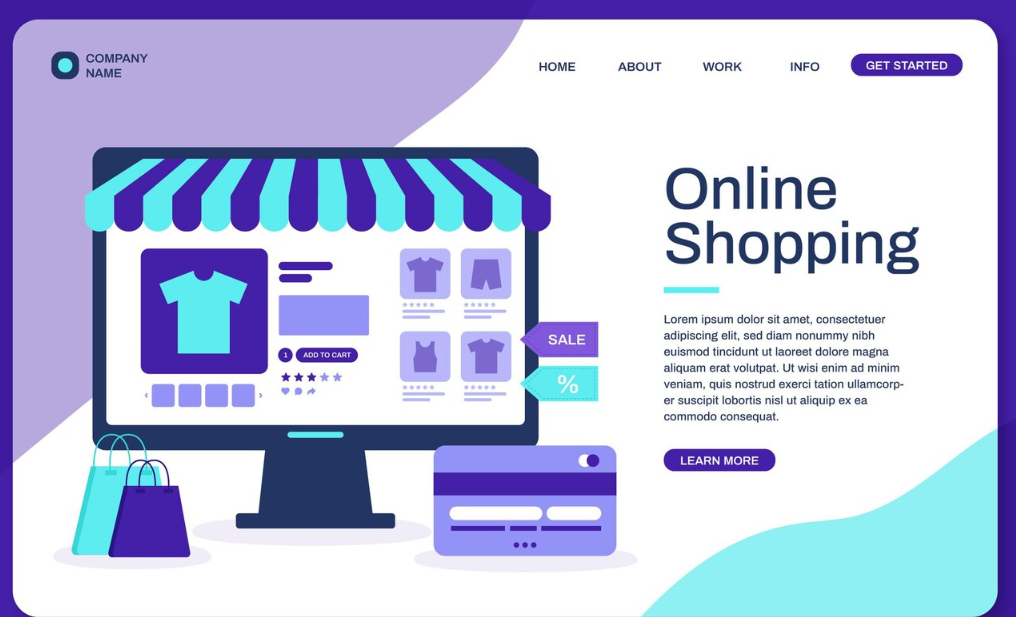 COMPANY
NAME
HOME ABOUT WORK INFO GET STARTED
1 ADD TO CART
SALE
%
Online
Shopping
Lorem ipsum dolor sit amet, consectetuer
adipiscing elit, sed diam nonummy nibh
euismod tincidunt ut laoreet dolore magna
aliquam erat volutpat. Ut wisi enim ad minim
veniam, quis nostrud exerci tation ullamcorp-
er suscipit lobortis nisl ut aliquip ex ea
commodo consequat.
LEARN MORE